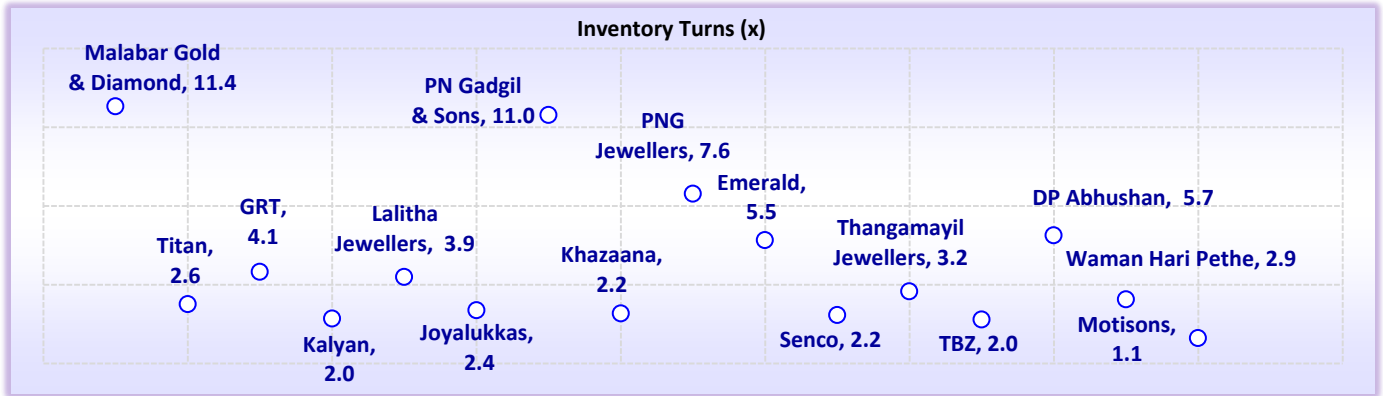 Inventory Turns (x)
Malabar Gold
& Diamond, 11.4
Titan,
2.6
GRT,
4.1
Kalyan,
2.0
Lalitha
Jewellers,  3.9
Joyalukkas,
2.4
PN Gadgil
& Sons, 11.0
Khazaana,
2.2
PNG
Jewellers, 7.6
Emerald,
5.5
Senco, 2.2
Thangamayil
Jewellers, 3.2
TBZ, 2.0
DP Abhushan,  5.7
Waman Hari Pethe, 2.9
Motisons,
1.1